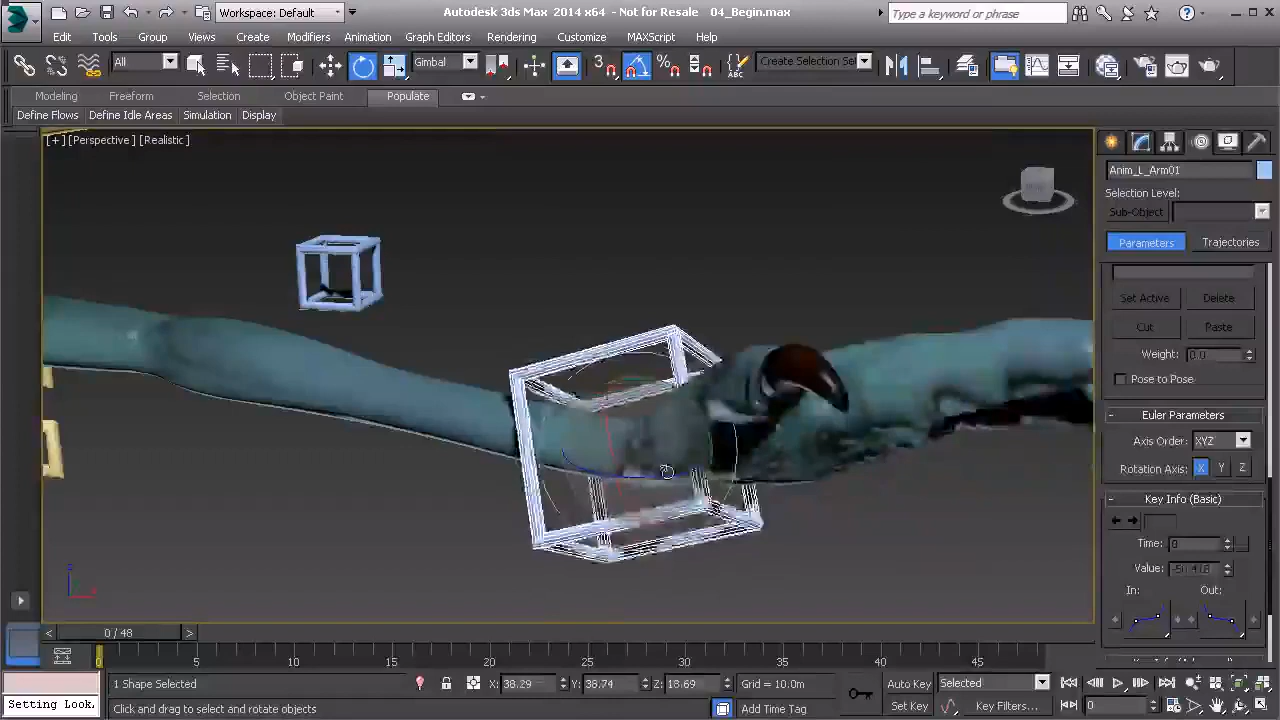 Workspace: Default
Autodesk 3ds Max 2014 x64 - Not for Resale 04_Begin.max
Type a keyword or phrase
Edit Tools Group Views Create Modifiers Animation Graph Editors Rendering Customize MAXScript Help
All Gimbal 3 % Create Selection Se
Modeling Freeform Selection Object Paint Populate
Define Flows Define Idle Areas Simulation Display
[+] [Perspective] [Realistic]
Anim_L_Arm01
Selection Level:
Sub-Object
Parameters Trajectories
Set Active Delete
Cut Paste
Weight: 0.0
Pose to Pose
Euler Parameters
Axis Order: XYZ
Rotation Axis: X Y Z
Key Info (Basic)
Time: 0
Value:
In: Out:
0 / 48
0 5 10 15 20 25 30 35 40 45
1 Shape Selected X: 38.29 Y: 38.74 Z: 18.69 Grid = 10.0m Auto Key Selected
Setting Look. Click and drag to select and rotate objects Add Time Tag Set Key Key Filters... 0